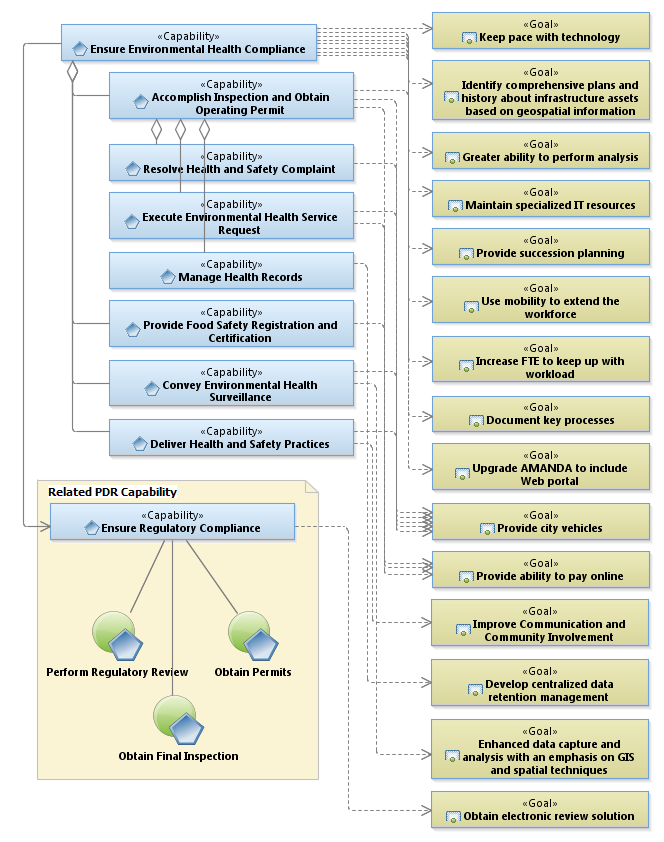 «Capability»
Ensure Environmental Health Compliance
«Capability»
Accomplish Inspection and Obtain
Operating Permit
«Capability»
Resolve Health and Safety Complaint
«Capability»
Execute Environmental Health Service
Request
«Capability»
Manage Health Records
«Capability»
Provide Food Safety Registration and
Certification
«Capability»
Convey Environmental Health
Surveillance
«Capability»
Deliver Health and Safety Practices
Related PDR Capability
«Capability»
Ensure Regulatory Compliance
Perform Regulatory Review
Obtain Permits
Obtain Final Inspection
«Goal»
Keep pace with technology
«Goal»
Identify comprehensive plans and
history about infrastructure assets
based on geospatial information
«Goal»
Greater ability to perform analysis
«Goal»
Maintain specialized IT resources
«Goal»
Provide succession planning
«Goal»
Use mobility to extend the
workforce
«Goal»
Increase FTE to keep up with
workload
«Goal»
Document key processes
«Goal»
Upgrade AMANDA to include
Web portal
«Goal»
Provide city vehicles
«Goal»
Provide ability to pay online
«Goal»
Improve Communication and
Community Involvement
«Goal»
Develop centralized data
retention management
«Goal»
Enhanced data capture and
analysis with an emphasis on GIS
and spatial techniques
«Goal»
Obtain electronic review solution